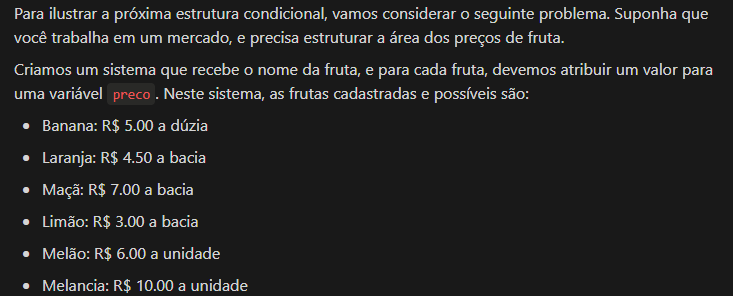 Para ilustrar a próxima estrutura condicional, vamos considerar o seguinte problema. Suponha que
você trabalha em um mercado, e precisa estruturar a área dos preços de fruta.
Criamos um sistema que recebe o nome da fruta, e para cada fruta, devemos atribuir um valor para
uma variável preco. Neste sistema, as frutas cadastradas e possíveis são:
• Banana: R$ 5.00 a dúzia
• Laranja: R$ 4.50 a bacia
• Maçã: R$ 7.00 a bacia
• Limão: R$ 3.00 a bacia
• Melão: R$ 6.00 a unidade
• Melancia: R$ 10.00 a unidade